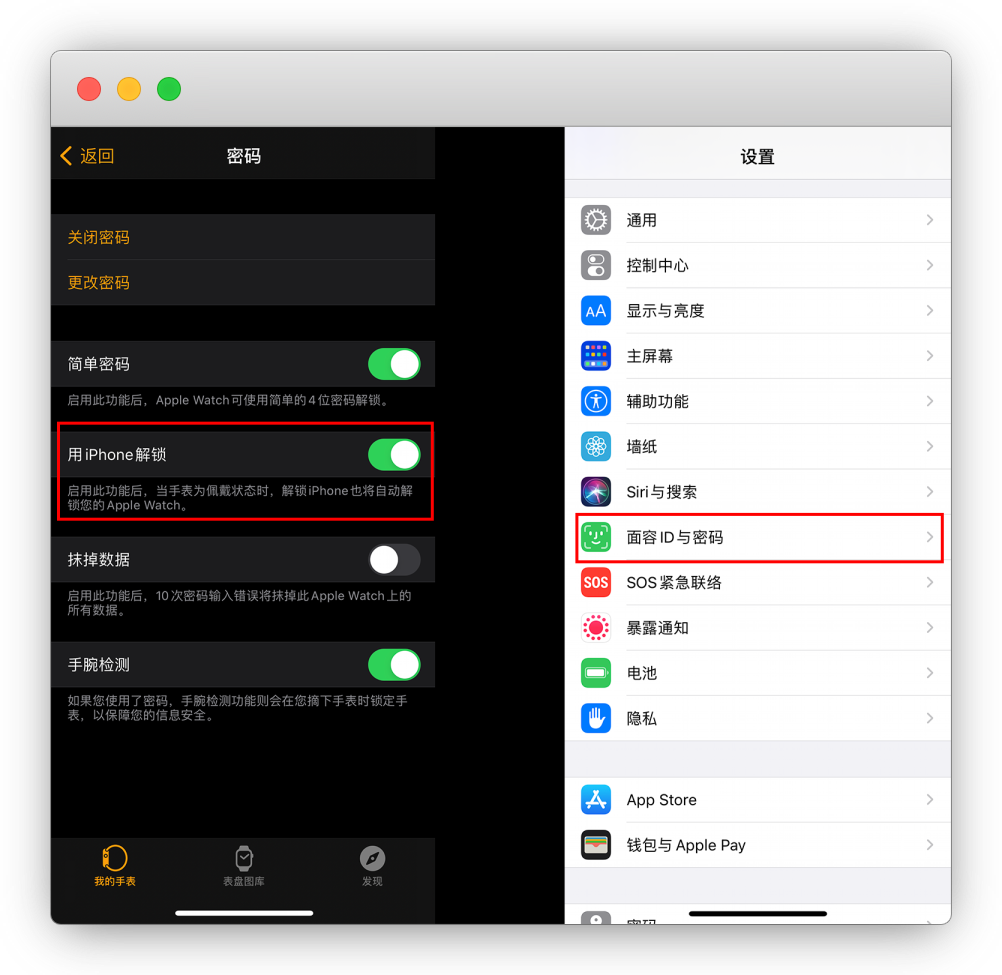 返回
密码
关闭密码
更改密码
简单密码
启用此功能后，Apple Watch可使用简单的4位密码解锁。
用iPhone解锁
启用此功能后，当手表为佩戴状态时，解锁iPhone也将自动解
锁您的Apple Watch。
抹掉数据
启用此功能后，10次密码输入错误将抹掉此Apple Watch上的
所有数据。
手腕检测
如果您使用了密码，手腕检测功能则会在您摘下手表时锁定手
表，以保障您的信息安全。
我的手表
表盘图库
发现
设置
通用
控制中心
AA
显示与亮度
主屏幕
辅助功能
墙纸
Siri与搜索
面容ID与密码
SOS
SOS紧急联络
暴露通知
电池
隐私
App Store
钱包与Apple Pay
密码